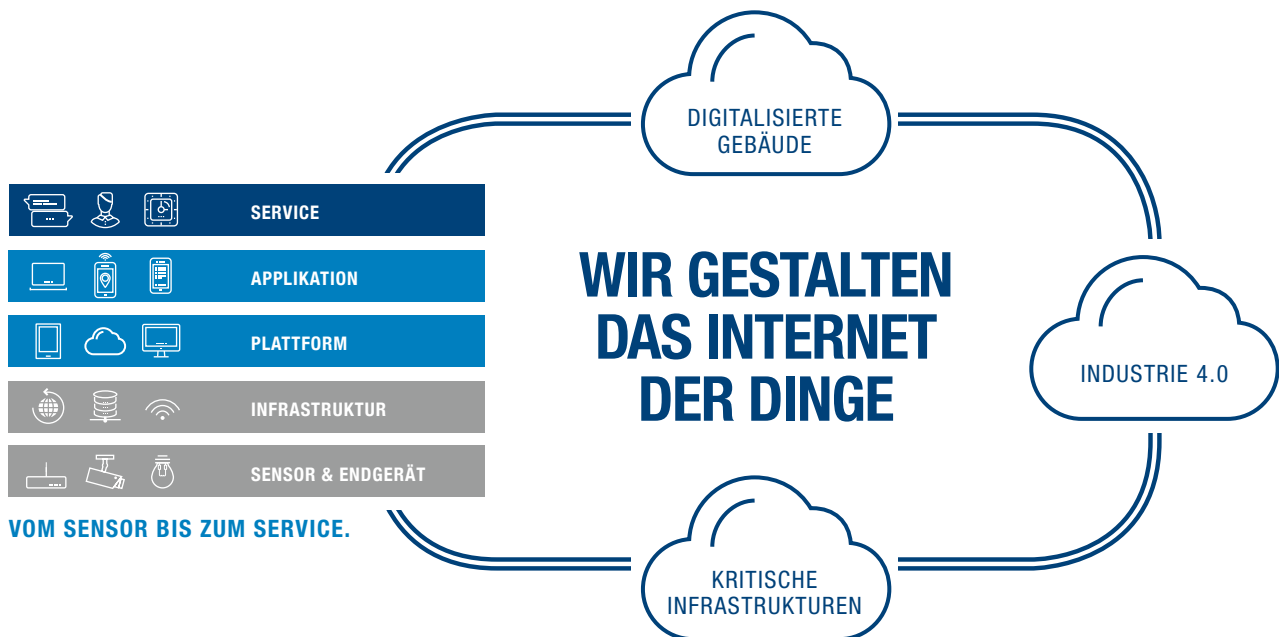 DIGITALISIERTE
GEBÄUDE
SERVICE
APPLIKATION
PLATTFORM
INFRASTRUKTUR
SENSOR & ENDGERÄT
VOM SENSOR BIS ZUM SERVICE.
WIR GESTALTEN
DAS INTERNET
DER DINGE
INDUSTRIE 4.0
KRITISCHE
INFRASTRUKTUREN